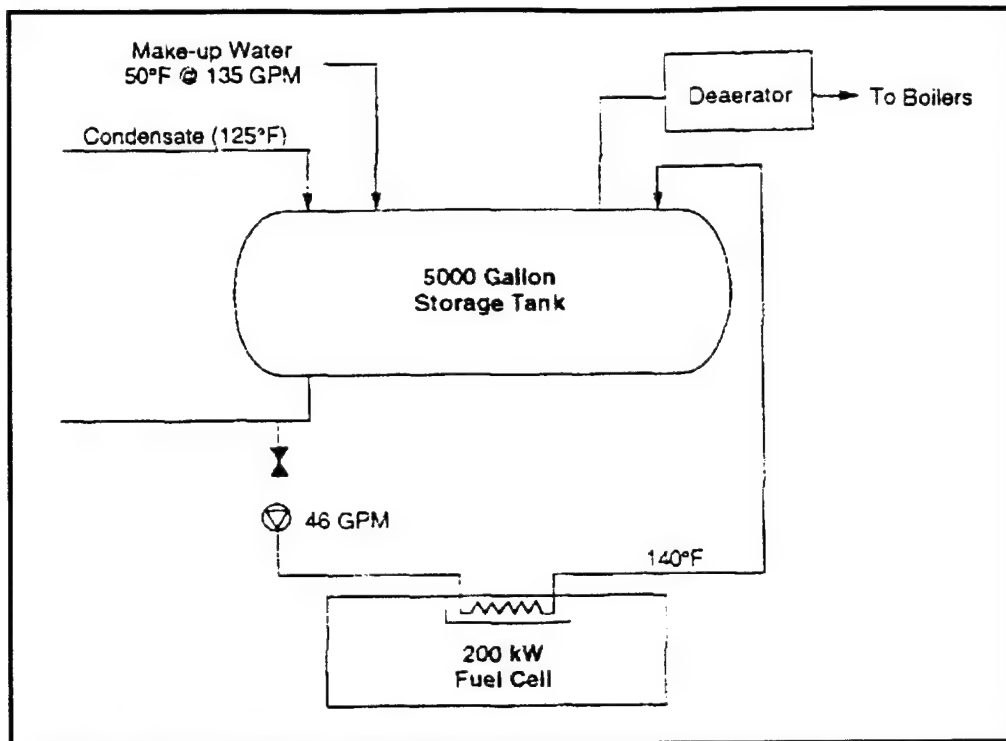 Make-up Water
50°F @ 135 GPM
Condensate (125°F)
Deaerator
To Boilers
5000 Gallon
Storage Tank
46 GPM
140°F
200 kW
Fuel Cell